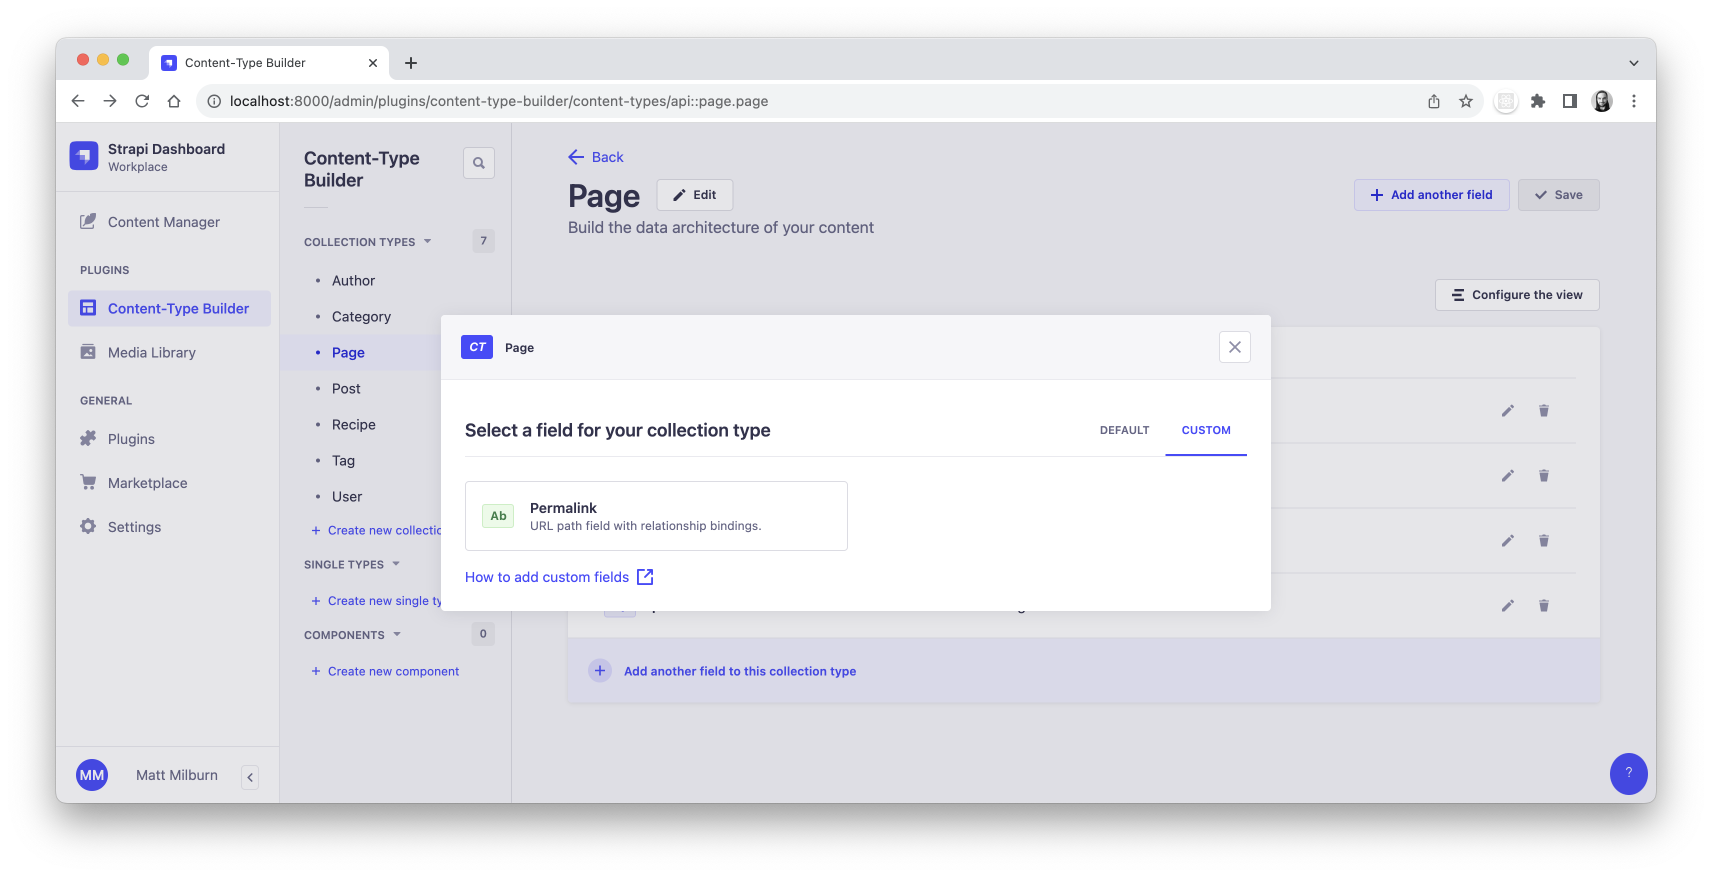 Content-Type Builder
localhost:8000/admin/plugins/content-type-builder/content-types/api::page.page
Strapi Dashboard
Workplace
Content Manager
PLUGINS
Content-Type Builder
Media Library
GENERAL
Plugins
Marketplace
Settings
MM
Matt Milburn
Content-Type
Builder
COLLECTION TYPES
7
Author
Category
Page
Post
Recipe
Tag
User
+ Create new collectio
SINGLE TYPES
+ Create new single ty
COMPONENTS
0
+ Create new component
Back
Page
Edit
Add another field
Save
Build the data architecture of your content
Configure the view
CT
Page
Select a field for your collection type
DEFAULT
CUSTOM
Ab
Permalink
URL path field with relationship bindings.
How to add custom fields
Add another field to this collection type
?